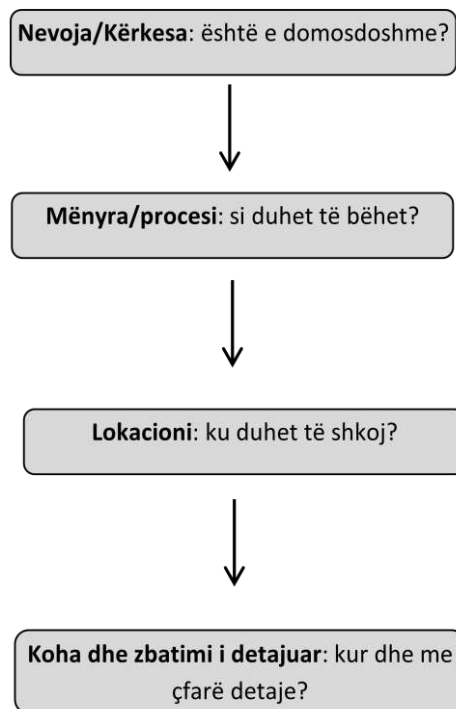 Nevoja/Kërkesa: është e domosdoshme?
Mënyra/procesi: si duhet të bëhet?
Lokacioni: ku duhet të shkoj?
Koha dhe zbatimi i detajuar: kur dhe me
çfarë detaje?